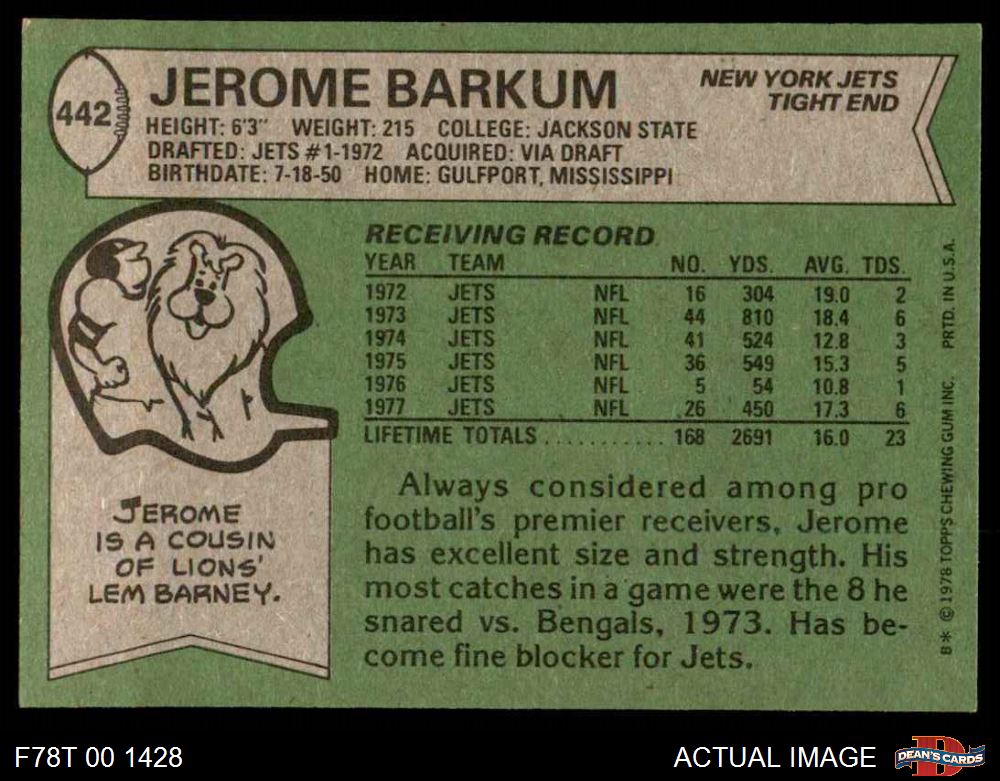 442
JEROME BARKUM
NEW YORK JETS
TIGHT END
HEIGHT: 6'3" WEIGHT: 215 COLLEGE: JACKSON STATE
DRAFTED: JETS #1-1972 ACQUIRED: VIA DRAFT
BIRTHDATE: 7-18-50 HOME: GULFPORT, MISSISSIPPI
RECEIVING RECORD
YEAR TEAM NO. YDS. AVG. TDS.
1972 JETS NFL 16 304 19.0 2
1973 JETS NFL 44 810 18.4 6
1974 JETS NFL 41 524 12.8 3
1975 JETS NFL 36 549 15.3 5
1976 JETS NFL 5 54 10.8 1
1977 JETS NFL 26 450 17.3 6
LIFETIME TOTALS........... 168 2691 16.0 23
JEROME
IS A COUSIN
OF LIONS'
LEM BARNEY.
Always considered among pro
football's premier receivers, Jerome
has excellent size and strength. His
most catches in a game were the 8 he
snared vs. Bengals, 1973. Has be-
come fine blocker for Jets.
B* © 1978 TOPPS CHEWING GUM INC. PRTD. IN U.S.A.
F78T 00 1428
ACTUAL IMAGE
D
DEAN'S CARDS